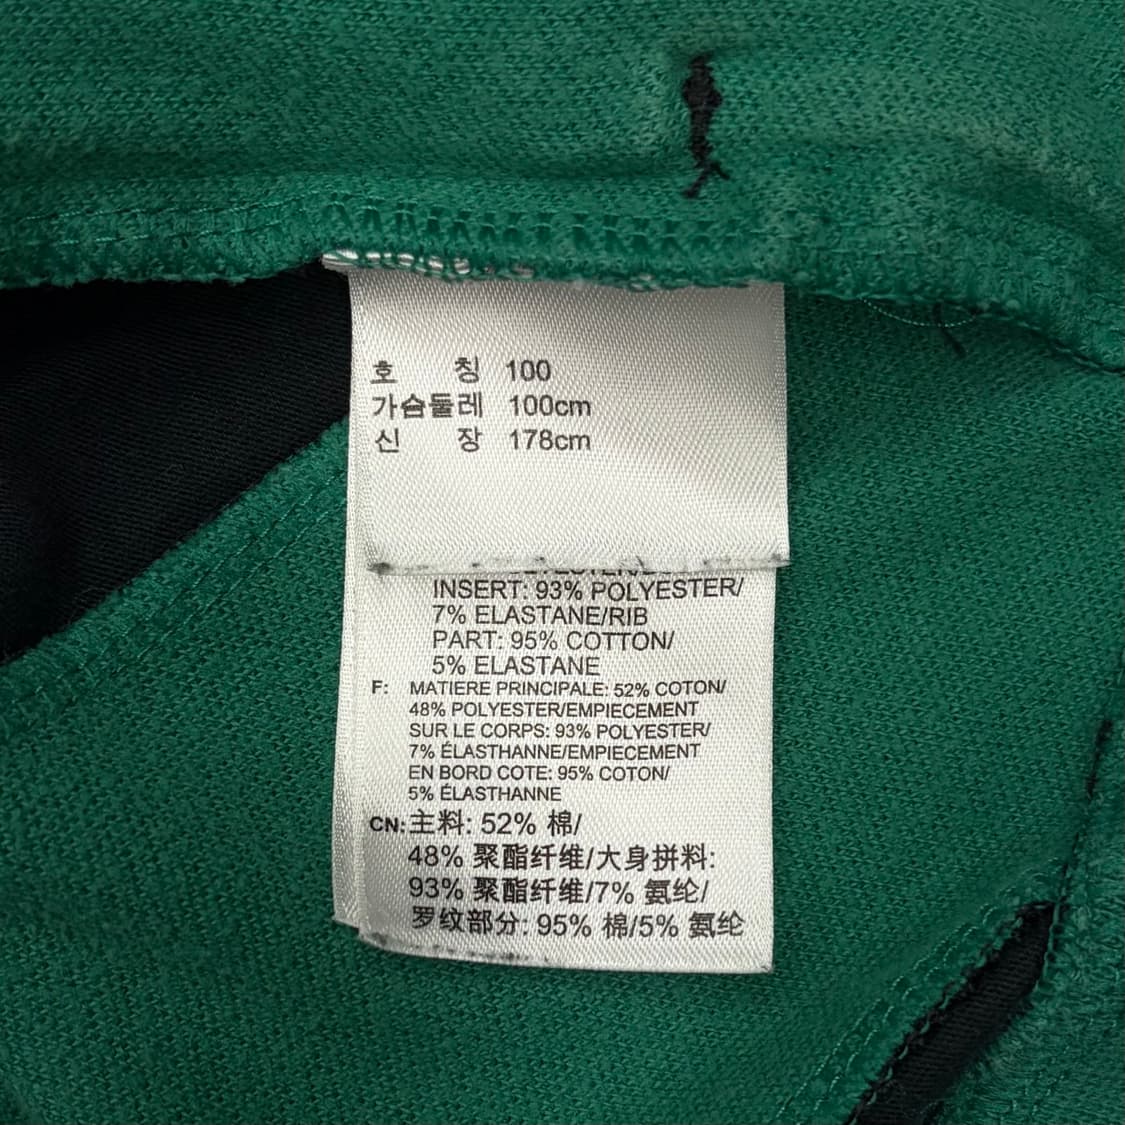 호 칭 100
가슴둘레 100cm
신 장 178cm
INSERT: 93% POLYESTER/
7% ELASTANE/RIB
PART: 95% COTTON/
5% ELASTANE
F: MATIERE PRINCIPALE: 52% COTON/
48% POLYESTER/EMPIECEMENT
SUR LE CORPS: 93% POLYESTER/
7% ÉLASTHANNE/EMPIECEMENT
EN BORD COTE: 95% COTON/
5% ÉLASTHANNE
CN: 主料: 52% 棉/
48% 聚酯纤维/大身拼料:
93% 聚酯纤维/7% 氨纶/
罗纹部分: 95% 棉/5% 氨纶